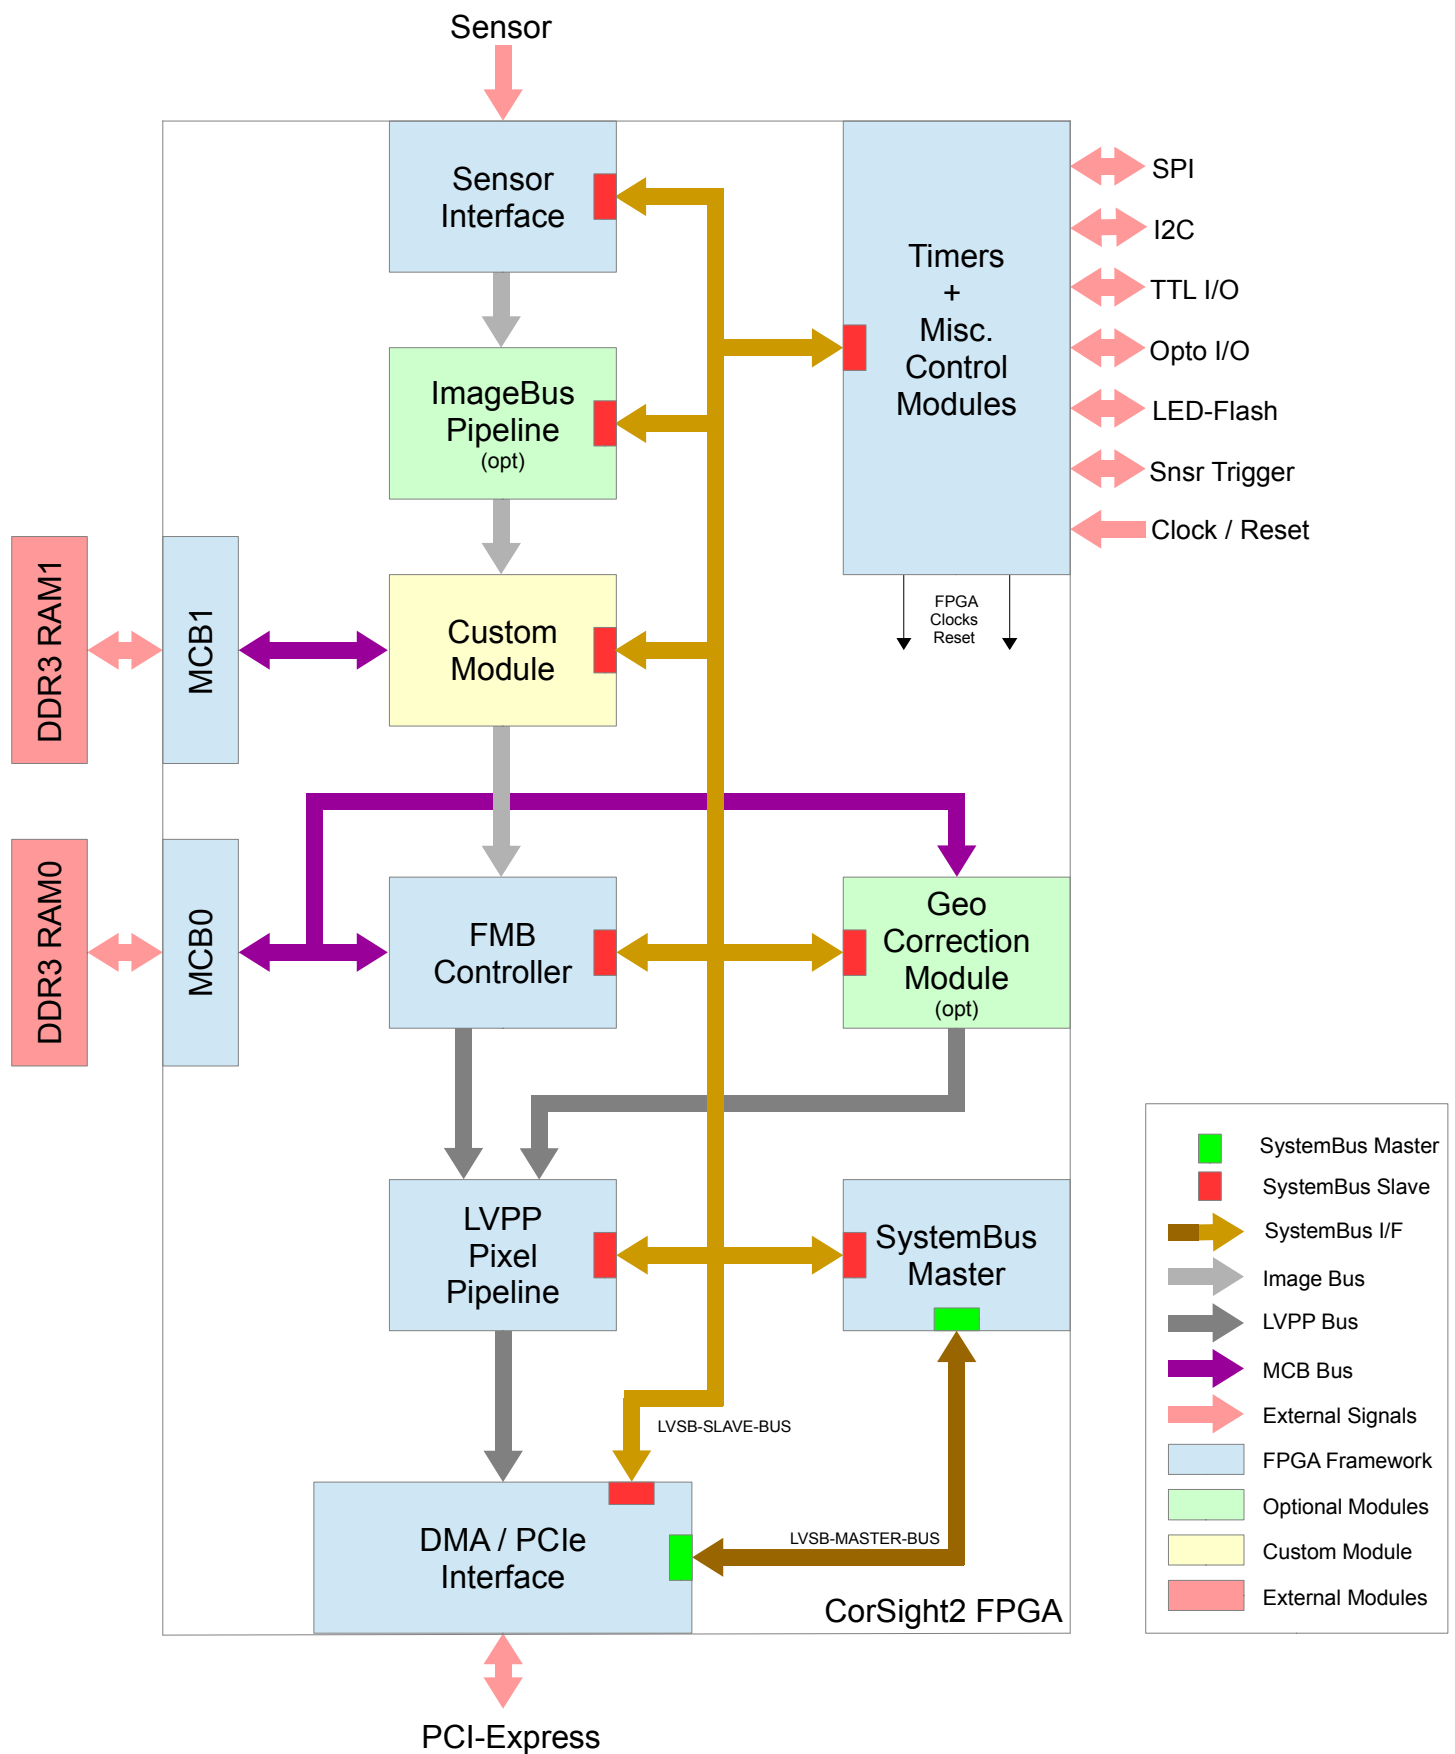 Sensor
Sensor
Interface
Timers
+
Misc.
Control
Modules
SPI
I2C
TTL I/O
Opto I/O
LED-Flash
Snsr Trigger
Clock / Reset
ImageBus
Pipeline
(opt)
FPGA
Clocks
Reset
DDR3 RAM1
MCB1
Custom
Module
DDR3 RAM0
MCB0
FMB
Controller
Geo
Correction
Module
(opt)
LVPP
Pixel
Pipeline
SystemBus
Master
LVSB-SLAVE-BUS
DMA / PCIe
Interface
LVSB-MASTER-BUS
CorSight2 FPGA
PCI-Express
SystemBus Master
SystemBus Slave
SystemBus I/F
Image Bus
LVPP Bus
MCB Bus
External Signals
FPGA Framework
Optional Modules
Custom Module
External Modules